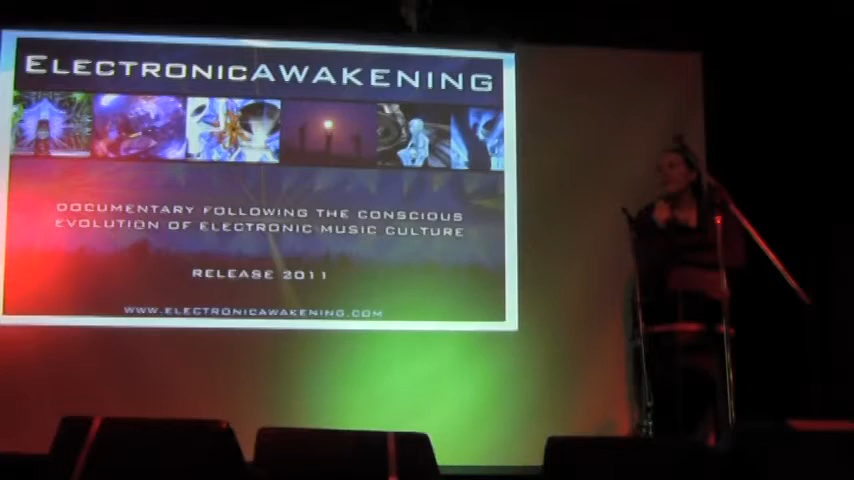 ELECTRONICAWAKENING
DOCUMENTARY FOLLOWING THE CONSCIOUS
EVOLUTION OF ELECTRONIC MUSIC CULTURE
RELEASE 2011
WWW.ELECTRONICAWAKENING.COM